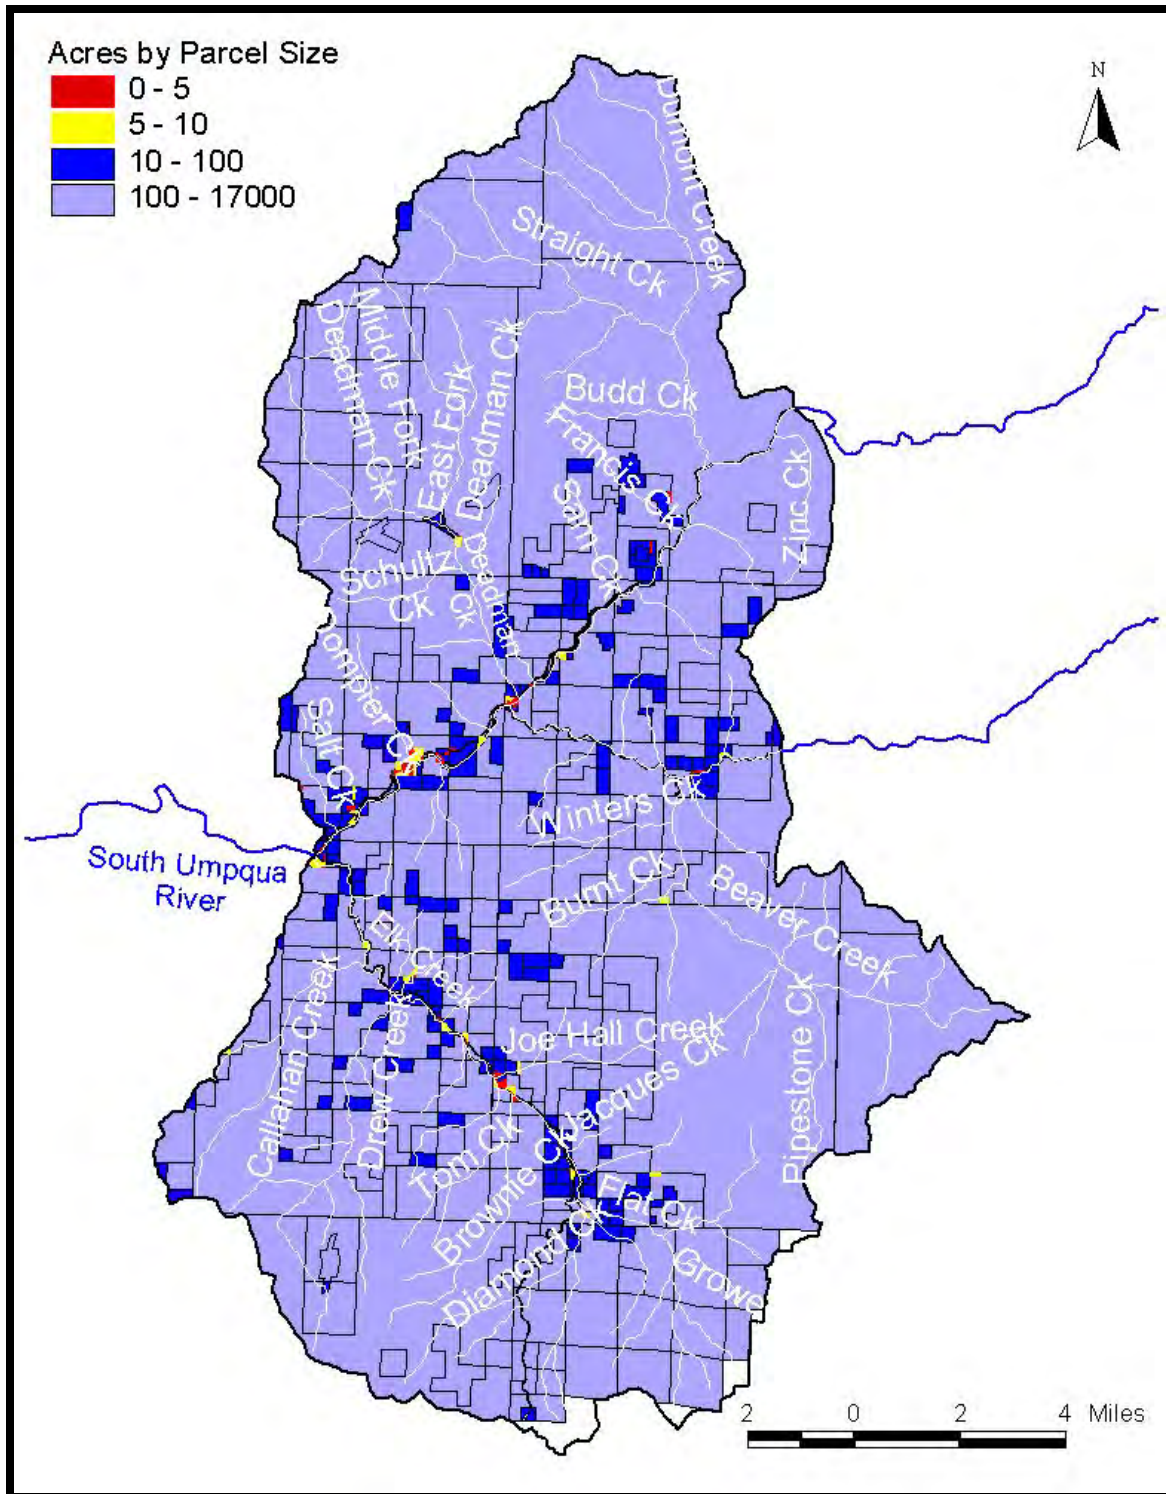 Acres by Parcel Size
0 - 5
5 - 10
10 - 100
100 - 17000
N
Dumont Creek
Straight Ck
Middle Fork
Deadman Ck
East Fork
Deadman Ck
Budd Ck
Francis Ck
Sam Ck
Zinc Ck
Schultz
Ck
Deadman
Ck
Dompier Ck
Salt Ck
Winters Ck
South Umpqua
River
Burnt Ck
Beaver Creek
Elk Creek
Callahan Creek
Drew Creek
Joe Hall Creek
Jacques Ck
Pipestone Ck
Tom Ck
Brownie Ck
Flat Ck
Diamond Ck
Growe
2 0 2 4 Miles